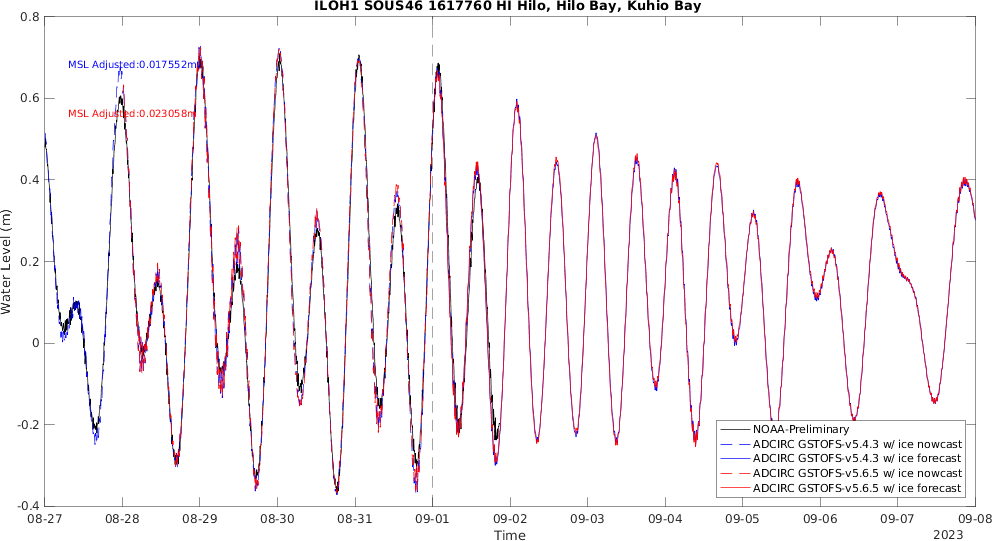 ILOH1 SOUS46 1617760 HI Hilo, Hilo Bay, Kuhio Bay
0.8
MSL Adjusted:0.017552m
0.6
MSL Adjusted:0.023058m
0.4
0.2
0
-0.2
-0.4
Water Level (m)
NOAA-Preliminary
ADCIRC GSTOFS-v5.4.3 w/ ice nowcast
ADCIRC GSTOFS-v5.4.3 w/ ice forecast
ADCIRC GSTOFS-v5.6.5 w/ ice nowcast
ADCIRC GSTOFS-v5.6.5 w/ ice forecast
08-27 08-28 08-29 08-30 08-31 09-01 09-02 09-03 09-04 09-05 09-06 09-07 09-08
Time
2023